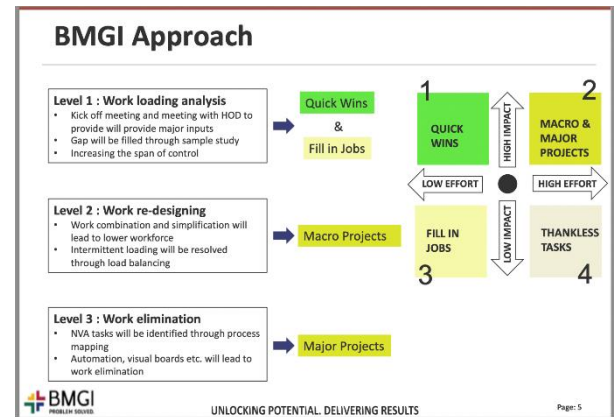 BMGI Approach
Level 1 : Work loading analysis
• Kick off meeting and meeting with HOD to
provide will provide major inputs
• Gap will be filled through sample study
• Increasing the span of control
Quick Wins
&
Fill in Jobs
Level 2 : Work re-designing
• Work combination and simplification will
lead to lower workforce
• Intermittent loading will be resolved
through load balancing
Macro Projects
Level 3 : Work elimination
• NVA tasks will be identified through process
mapping
• Automation, visual boards etc. will lead to
work elimination
Major Projects
1
2
QUICK
WINS
HIGH IMPACT
MACRO &
MAJOR
PROJECTS
LOW EFFORT
HIGH EFFORT
FILL IN
JOBS
LOW IMPACT
THANKLESS
TASKS
3
4
BMGI
PROBLEM SOLVED.
UNLOCKING POTENTIAL. DELIVERING RESULTS
Page: 5